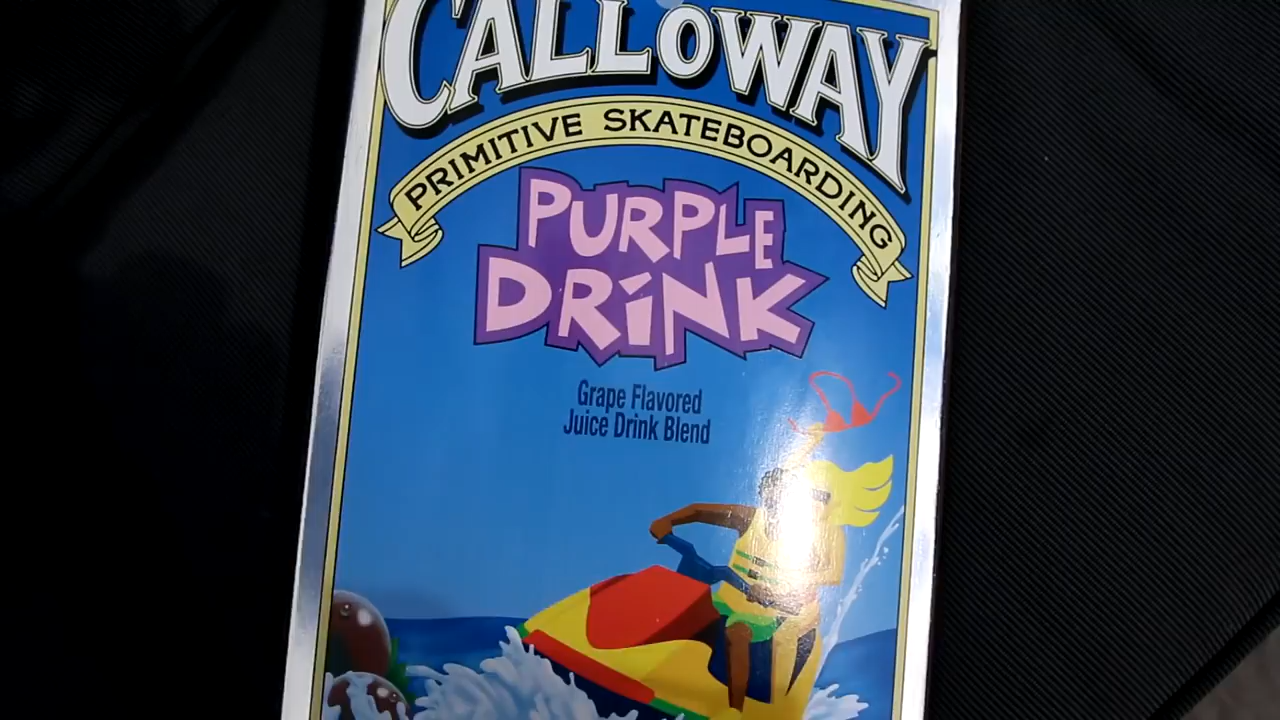 CALLOWAY
PRIMITIVE SKATEBOARDING
PURPLE
DRiNK
Grape Flavored
Juice Drink Blend